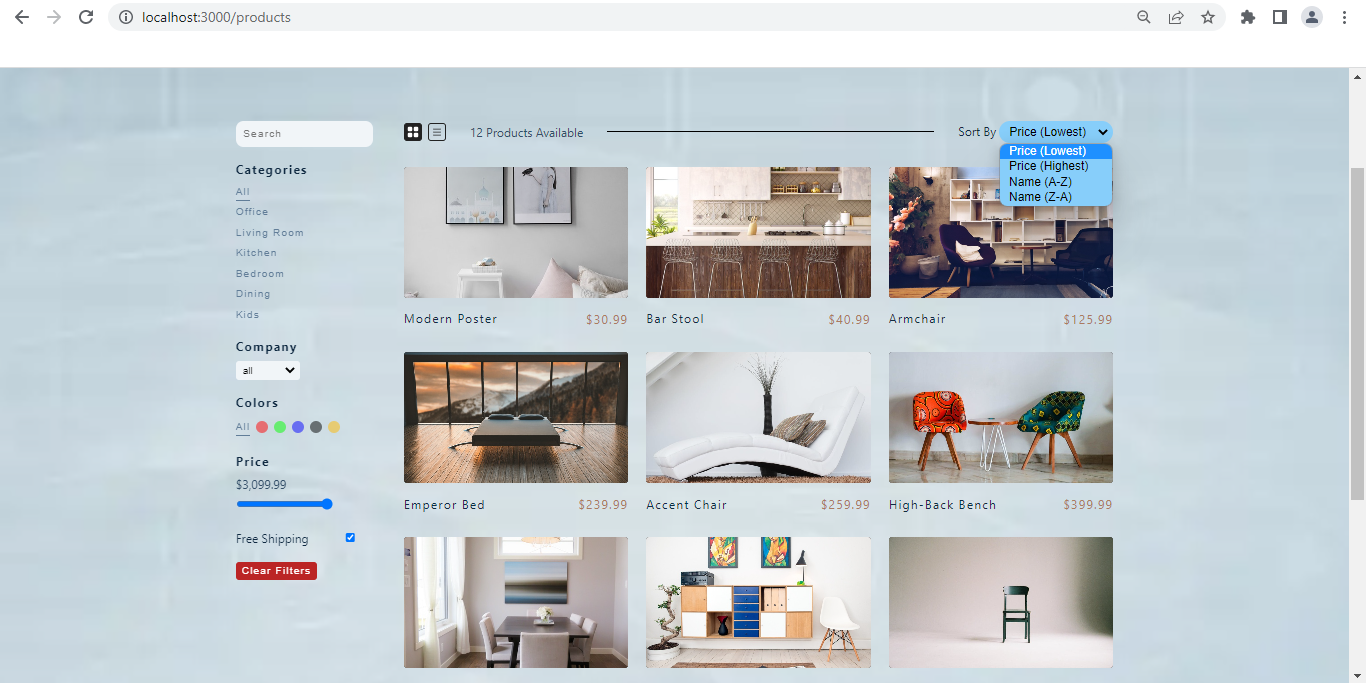 localhost:3000/products
Search
12 Products Available
Sort By
Price (Lowest)
Price (Lowest)
Price (Highest)
Name (A-Z)
Name (Z-A)
Categories
All
Office
Living Room
Kitchen
Bedroom
Dining
Kids
Company
all
Colors
All
Price
$3,099.99
Free Shipping
Clear Filters
Modern Poster $30.99
Bar Stool $40.99
Armchair $125.99
Emperor Bed $239.99
Accent Chair $259.99
High-Back Bench $399.99